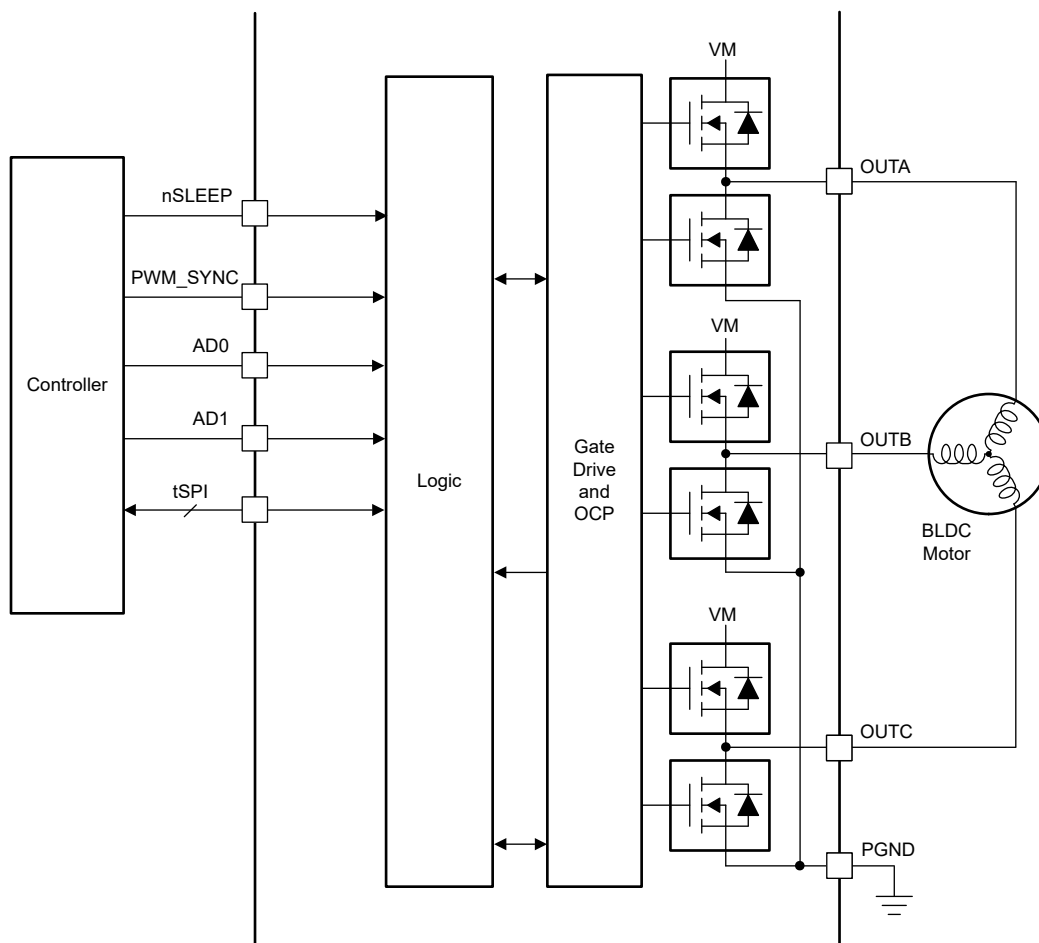 VM
OUTA
nSLEEP
PWM_SYNC
VM
AD0
Controller
AD1
OUTB
Logic
Gate
Drive
and
OCP
tSPI
BLDC
Motor
VM
OUTC
PGND